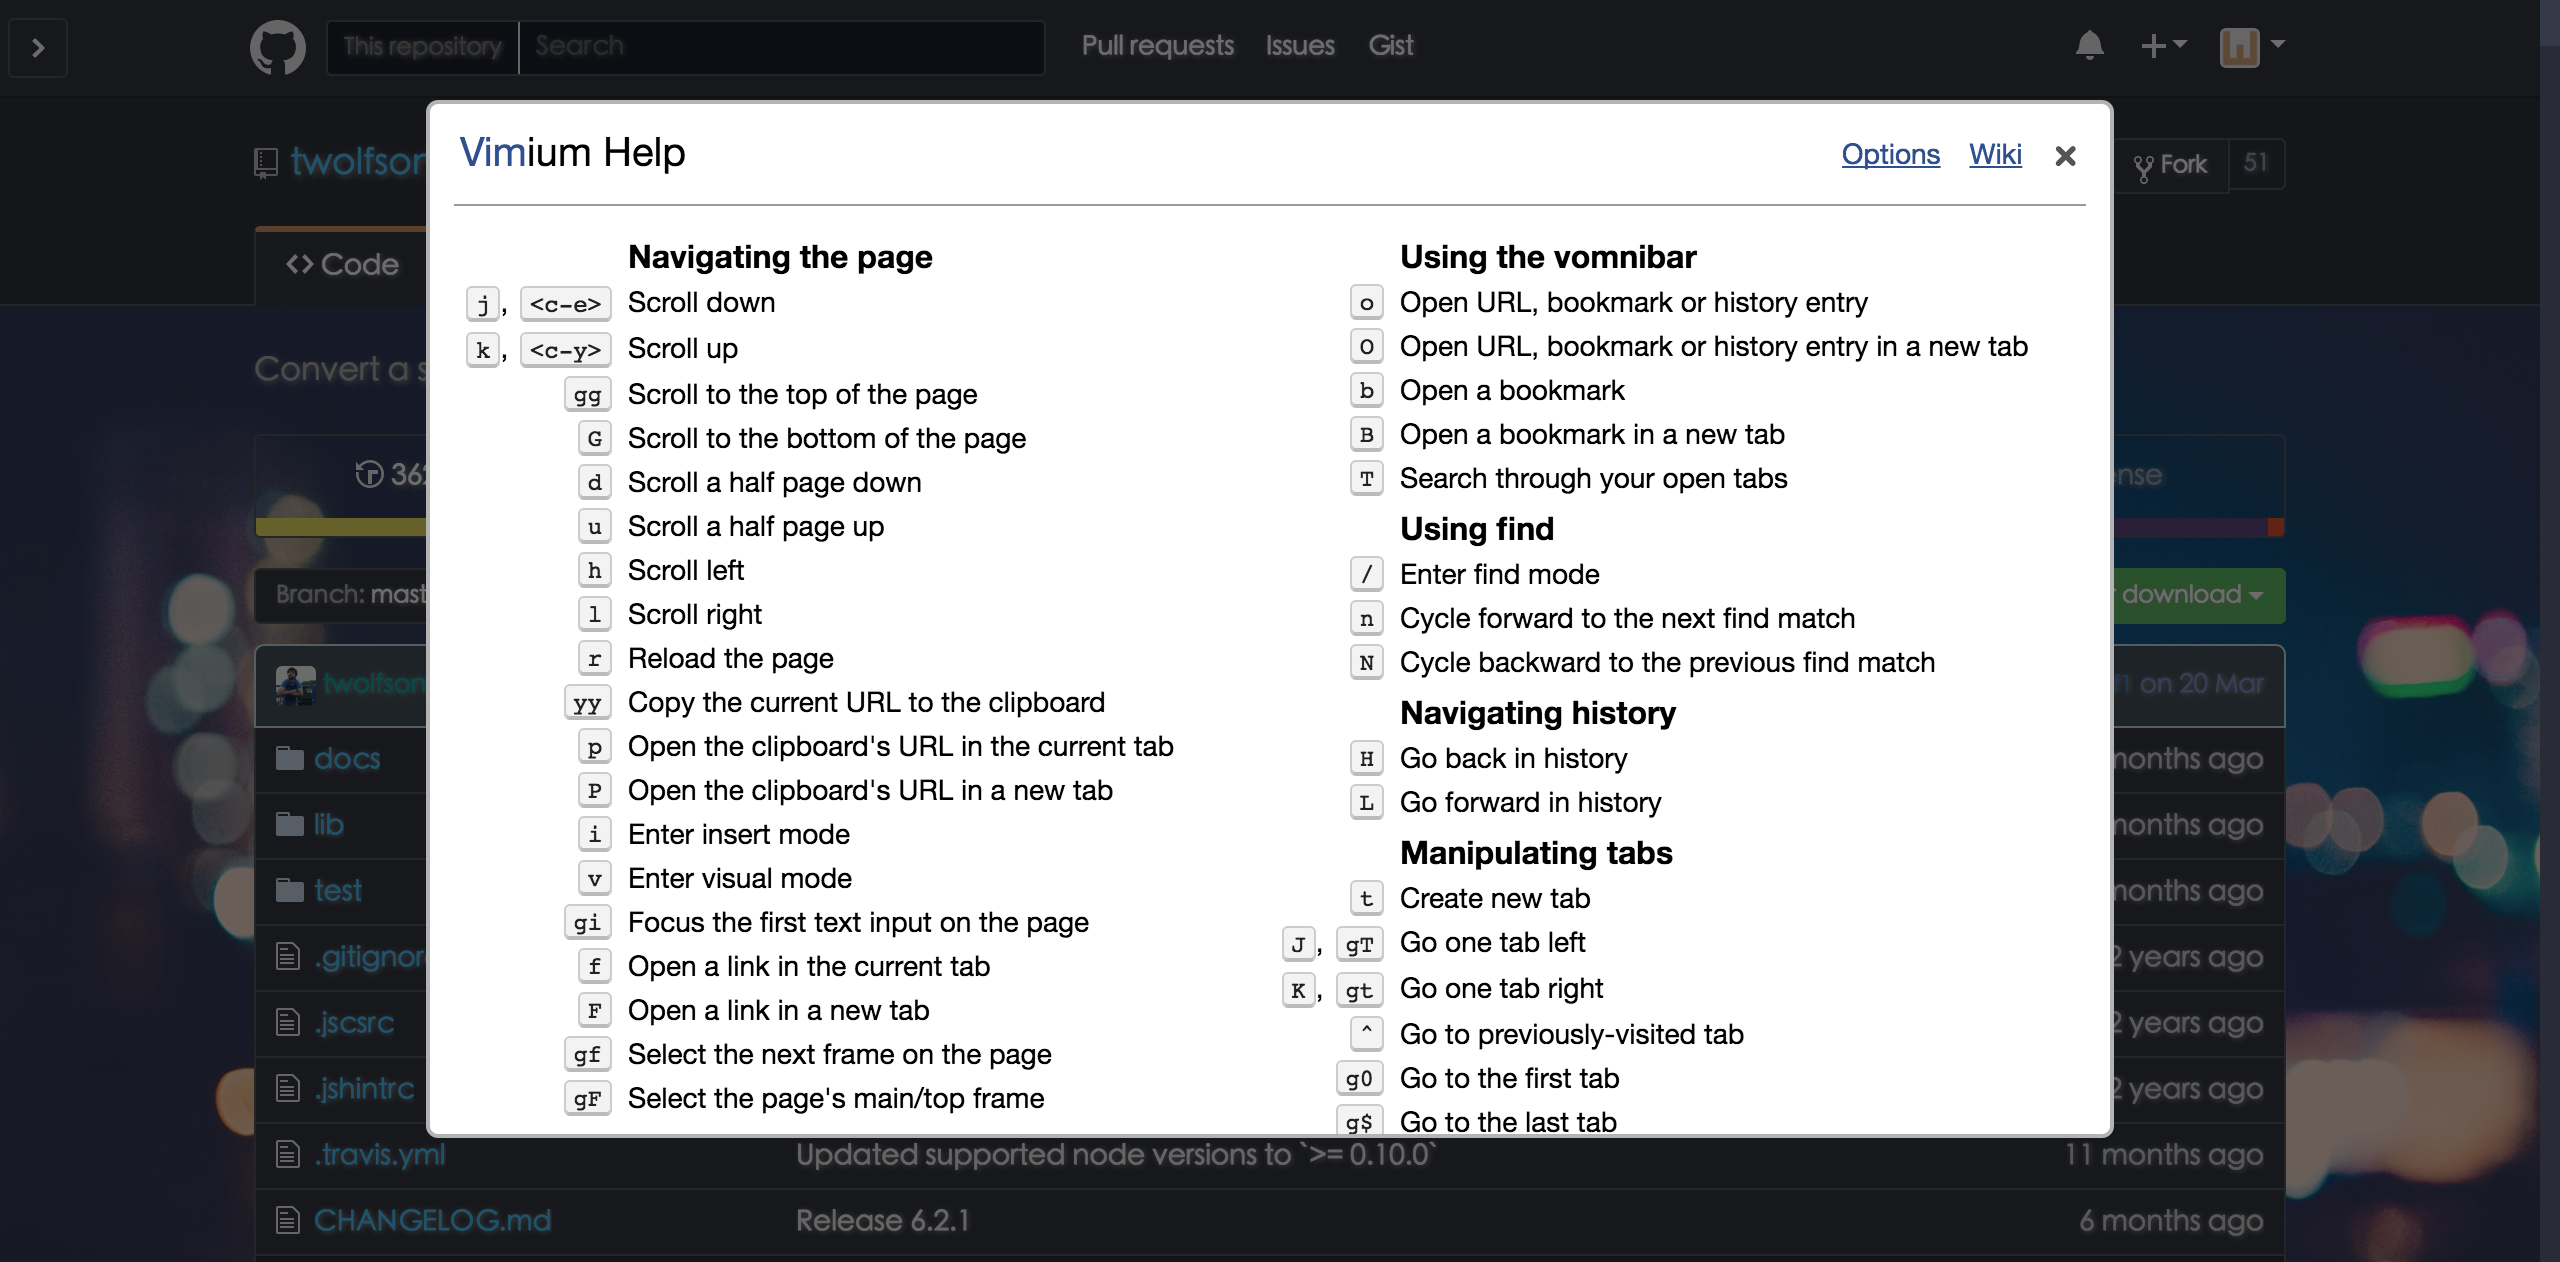 This repository
Search
Pull requests
Issues
Gist
twolfson
Fork
51
Code
Convert a s
362
nse
Branch: mast
download
twolfson
f1 on 20 Mar
docs
months ago
lib
months ago
test
months ago
.gitignor
2 years ago
.jscsrc
2 years ago
.jshintrc
2 years ago
.travis.yml
Updated supported node versions to `>= 0.10.0`
11 months ago
CHANGELOG.md
Release 6.2.1
6 months ago
Vimium Help
Options
Wiki
Navigating the page
j, <c-e> Scroll down
k, <c-y> Scroll up
gg Scroll to the top of the page
G Scroll to the bottom of the page
d Scroll a half page down
u Scroll a half page up
h Scroll left
l Scroll right
r Reload the page
yy Copy the current URL to the clipboard
p Open the clipboard's URL in the current tab
P Open the clipboard's URL in a new tab
i Enter insert mode
v Enter visual mode
gi Focus the first text input on the page
f Open a link in the current tab
F Open a link in a new tab
gf Select the next frame on the page
gF Select the page's main/top frame
Using the vomnibar
o Open URL, bookmark or history entry
O Open URL, bookmark or history entry in a new tab
b Open a bookmark
B Open a bookmark in a new tab
T Search through your open tabs
Using find
/ Enter find mode
n Cycle forward to the next find match
N Cycle backward to the previous find match
Navigating history
H Go back in history
L Go forward in history
Manipulating tabs
t Create new tab
J, gT Go one tab left
K, gt Go one tab right
^ Go to previously-visited tab
g0 Go to the first tab
g$ Go to the last tab